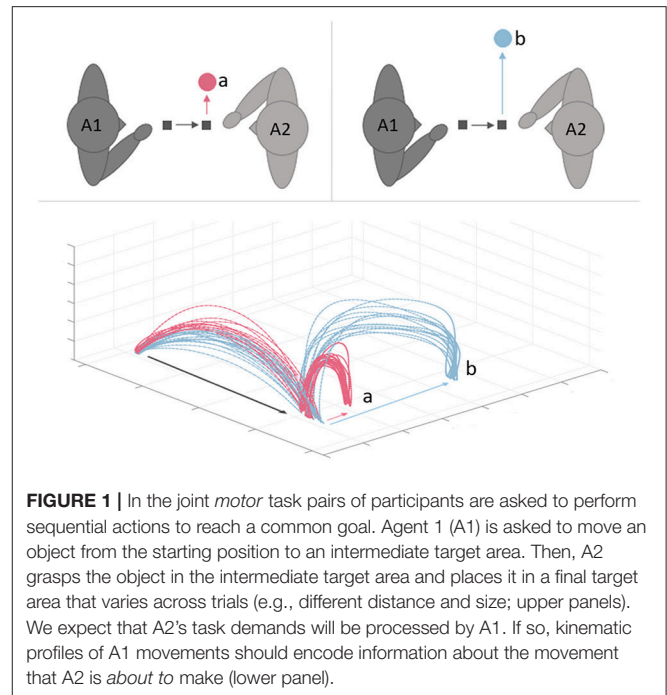 a
b
A1
A2
A1
A2
b
a
FIGURE 1 | In the joint motor task pairs of participants are asked to perform
sequential actions to reach a common goal. Agent 1 (A1) is asked to move an
object from the starting position to an intermediate target area. Then, A2
grasps the object in the intermediate target area and places it in a final target
area that varies across trials (e.g., different distance and size; upper panels).
We expect that A2's task demands will be processed by A1. If so, kinematic
profiles of A1 movements should encode information about the movement
that A2 is about to make (lower panel).